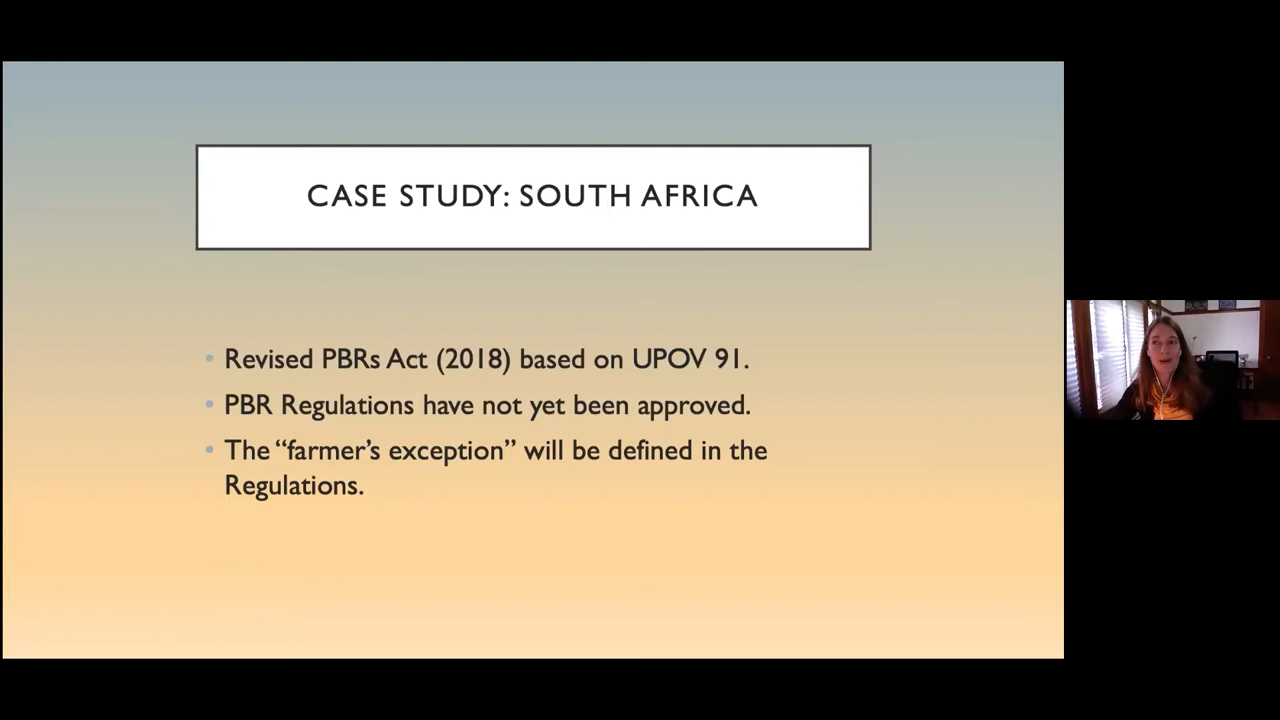 CASE STUDY: SOUTH AFRICA
• Revised PBRs Act (2018) based on UPOV 91.
• PBR Regulations have not yet been approved.
• The “farmer’s exception” will be defined in the
Regulations.